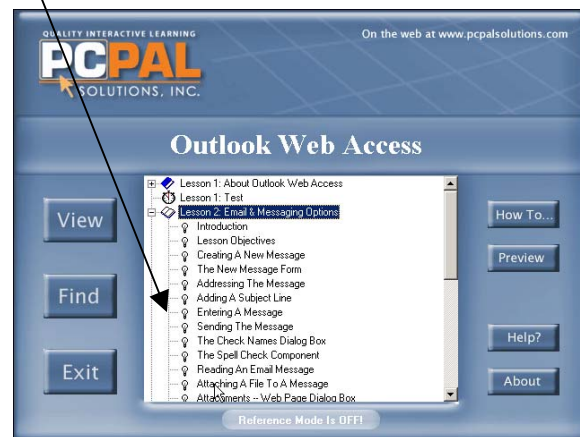 QUALITY INTERACTIVE LEARNING
PCPAL
SOLUTIONS, INC.
On the web at www.pcpalsolutions.com
Outlook Web Access
View
Find
Exit
Lesson 1: About Outlook Web Access
Lesson 1: Test
Lesson 2: Email & Messaging Options
Introduction
Lesson Objectives
Creating A New Message
The New Message Form
Addressing The Message
Adding A Subject Line
Entering A Message
Sending The Message
The Check Names Dialog Box
The Spell Check Component
Reading An Email Message
Attaching A File To A Message
Attachments -- Web Page Dialog Box
How To...
Preview
Help?
About
Reference Mode Is OFF!